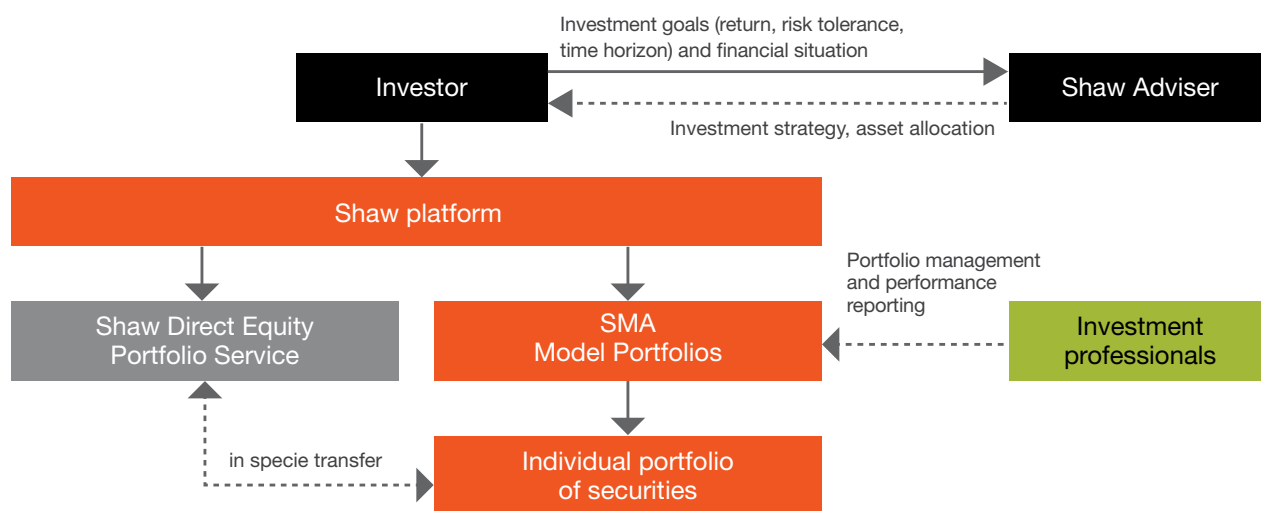 Investment goals (return, risk tolerance,
time horizon) and financial situation
Investor
Shaw Adviser
Investment strategy, asset allocation
Shaw platform
Portfolio management
and performance
reporting
Shaw Direct Equity
Portfolio Service
SMA
Model Portfolios
Investment
professionals
in specie transfer
Individual portfolio
of securities